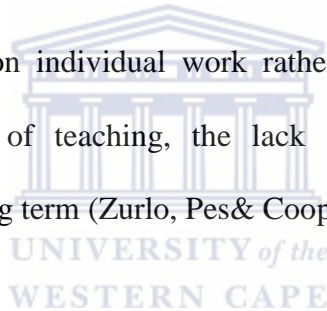 on individual work rathe
of teaching, the lack
g term (Zurlo, Pes& Coop
UNIVERSITY of the
WESTERN CAPE